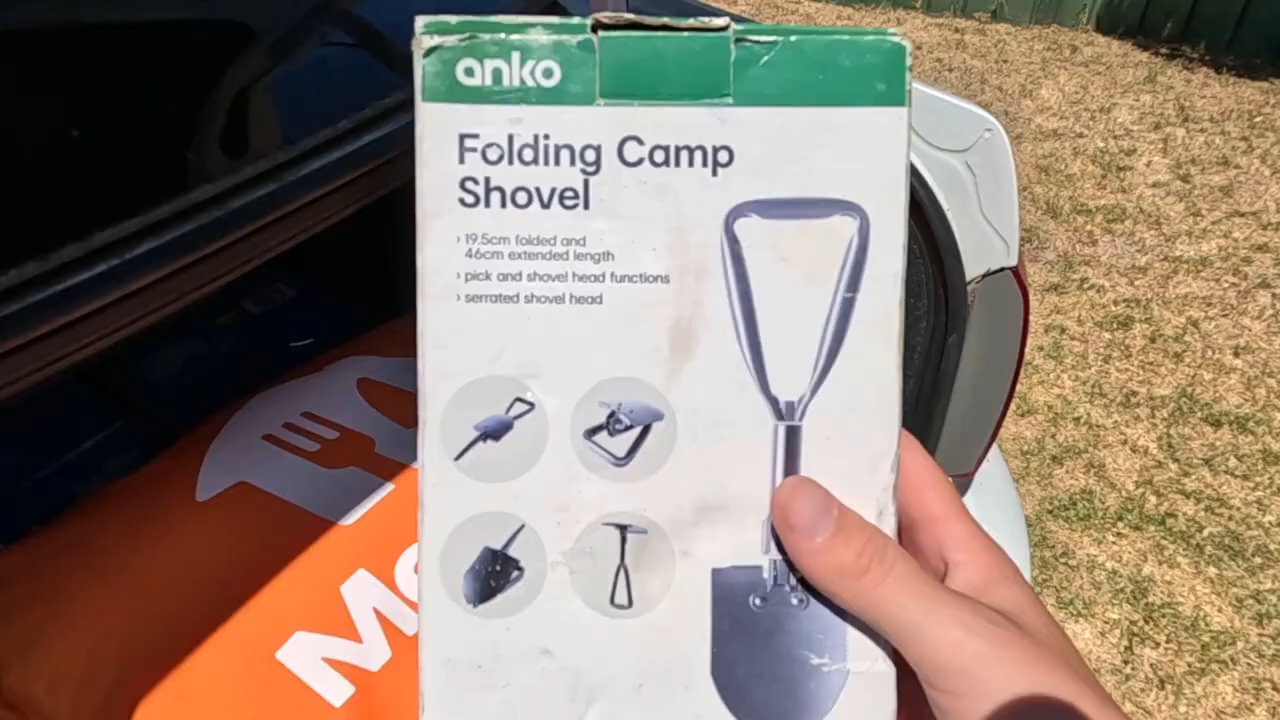 anko
Folding Camp
Shovel
› 19.5cm folded and
46cm extended length
› pick and shovel head functions
› serrated shovel head